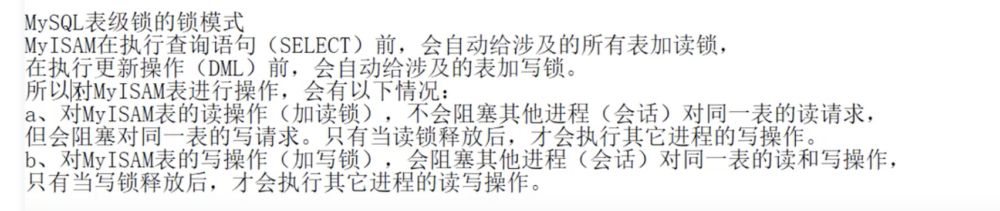 MySQL表级锁的锁模式
MyISAM在执行查询语句（SELECT）前，会自动给涉及的所有表加读锁，
在执行更新操作（DML）前，会自动给涉及的表加写锁。
所以对MyISAM表进行操作，会有以下情况：
a、对MyISAM表的读操作（加读锁），不会阻塞其他进程（会话）对同一表的读请求，
但会阻塞对同一表的写请求。只有当读锁释放后，才会执行其它进程的写操作。
b、对MyISAM表的写操作（加写锁），会阻塞其他进程（会话）对同一表的读和写操作，
只有当写锁释放后，才会执行其它进程的读写操作。